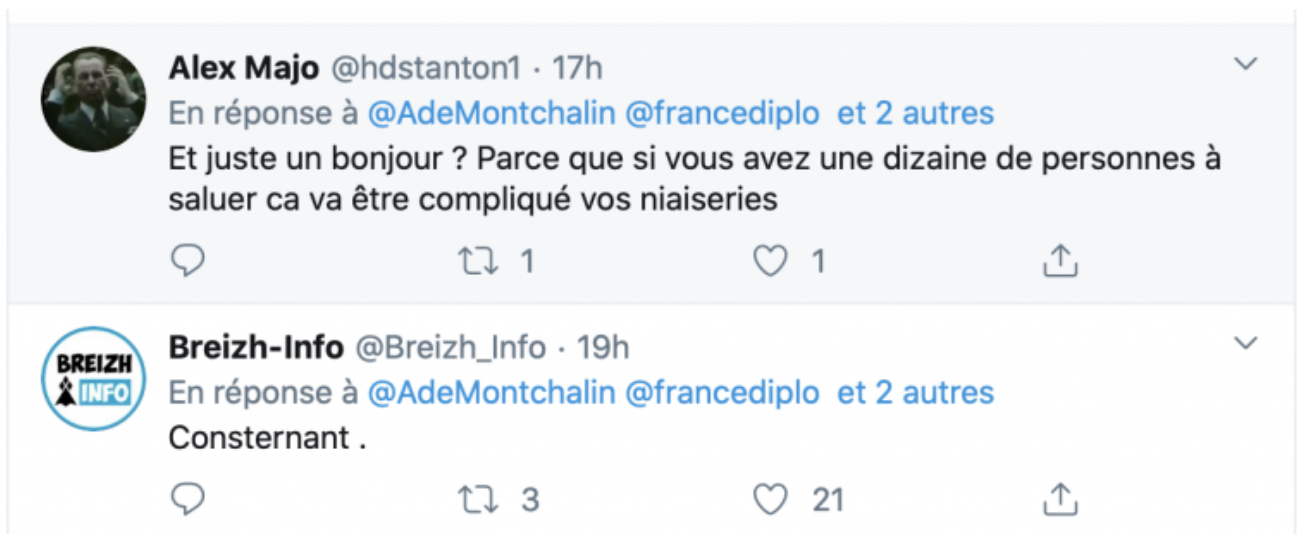 Alex Majo @hdstanton1 · 17h
En réponse à @AdeMontchalin @francediplo et 2 autres
Et juste un bonjour ? Parce que si vous avez une dizaine de personnes à
saluer ca va être compliqué vos niaiseries
1 1
BREIZH
INFO
Breizh-Info @Breizh_Info · 19h
En réponse à @AdeMontchalin @francediplo et 2 autres
Consternant .
3 21